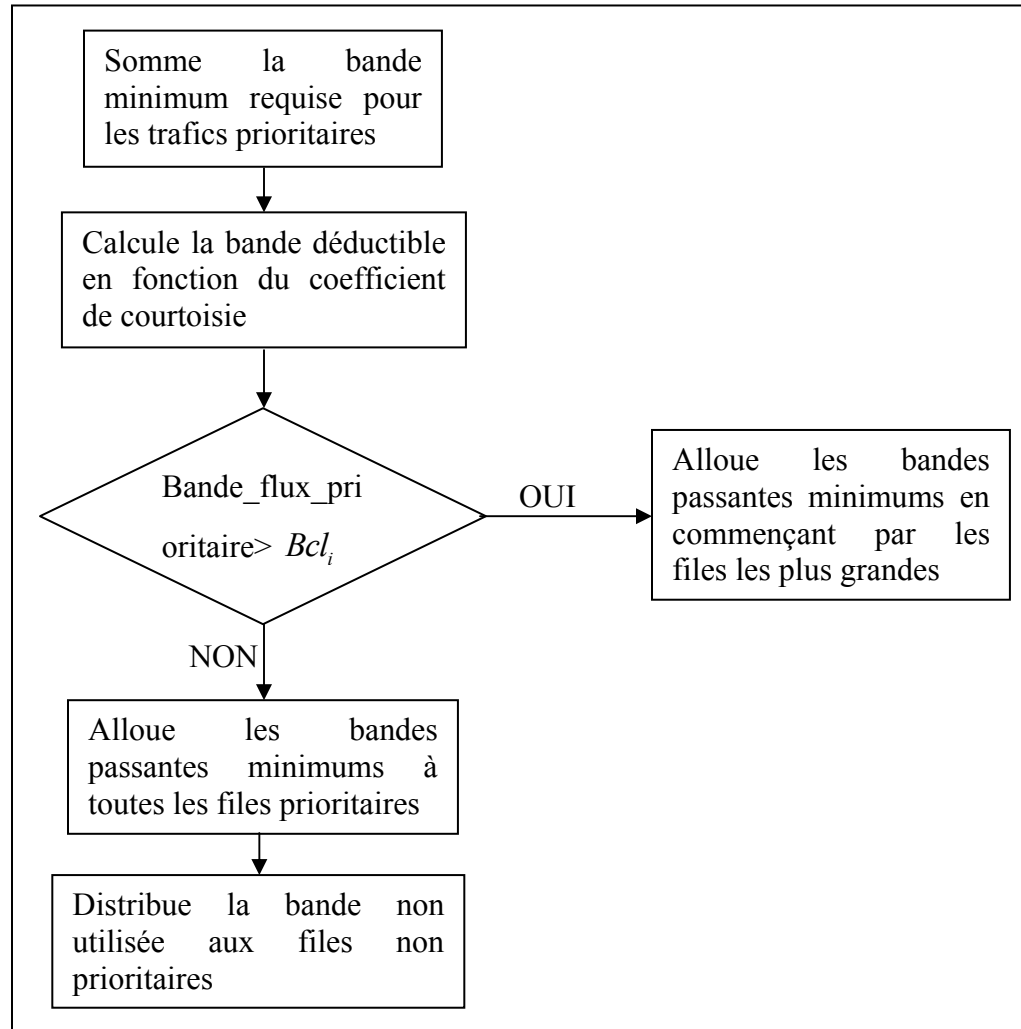 Somme la bande
minimum requise pour
les trafics prioritaires
Calcule la bande déductible
en fonction du coefficient
de courtoisie
Bande_flux_pri
oritaire> Bcl_i
OUI
Alloue les bandes
passantes minimums en
commençant par les
files les plus grandes
NON
Alloue les bandes
passantes minimums à
toutes les files prioritaires
Distribue la bande non
utilisée aux files non
prioritaires